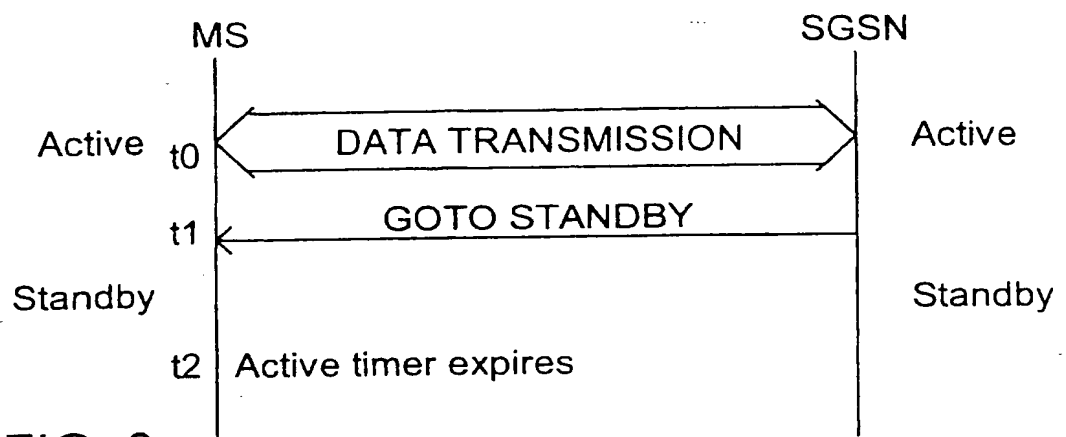 MS SGSN
Active t0 DATA TRANSMISSION Active
t1 GOTO STANDBY
Standby Standby
t2 Active timer expires